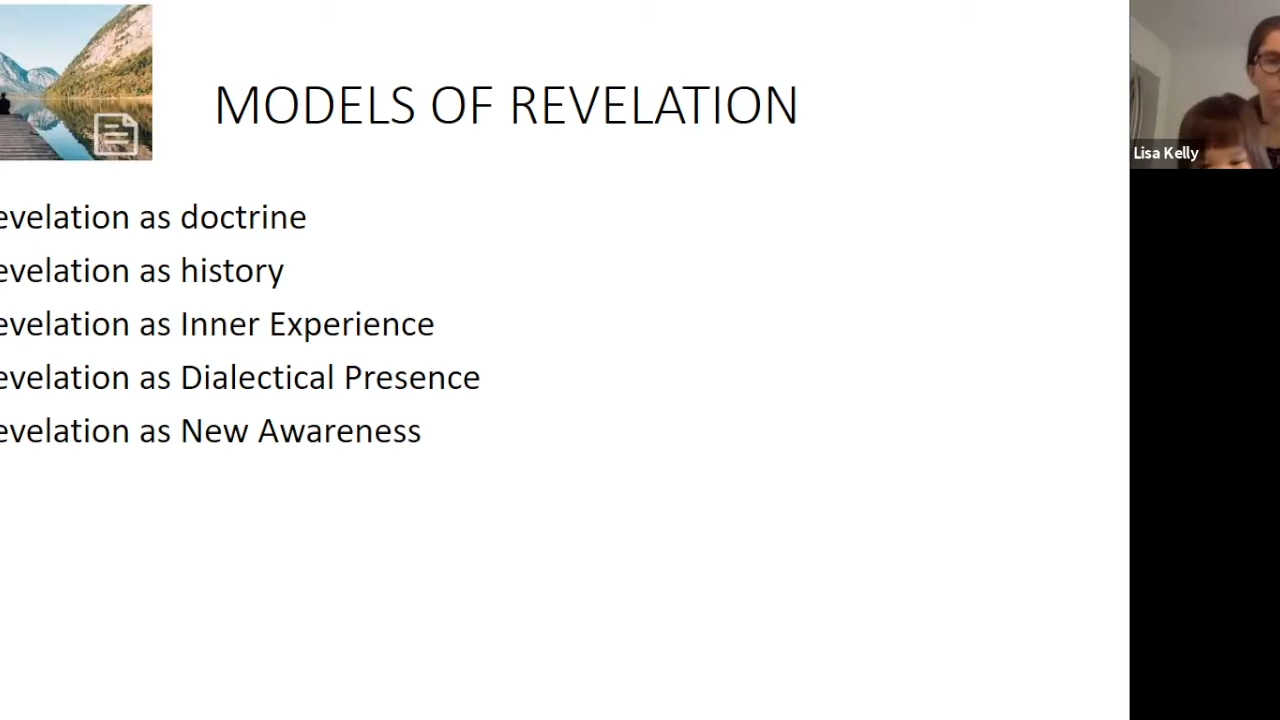 MODELS OF REVELATION
evelation as doctrine
evelation as history
evelation as Inner Experience
evelation as Dialectical Presence
evelation as New Awareness
Lisa Kelly